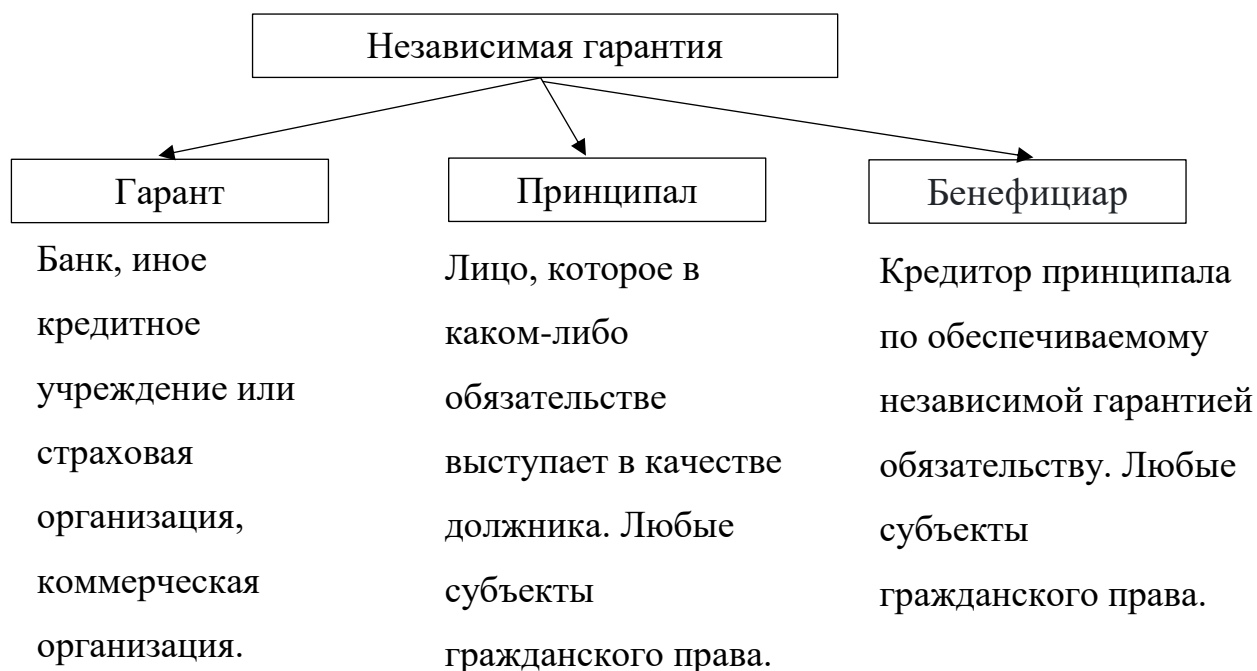 Независимая гарантия
Гарант
Принципал
Бенефициар
Банк, иное
кредитное
учреждение или
страховая
организация,
коммерческая
организация.
Лицо, которое в
каком-либо
обязательстве
выступает в качестве
должника. Любые
субъекты
гражданского права.
Кредитор принципала
по обеспечиваемому
независимой гарантией
обязательству. Любые
субъекты
гражданского права.